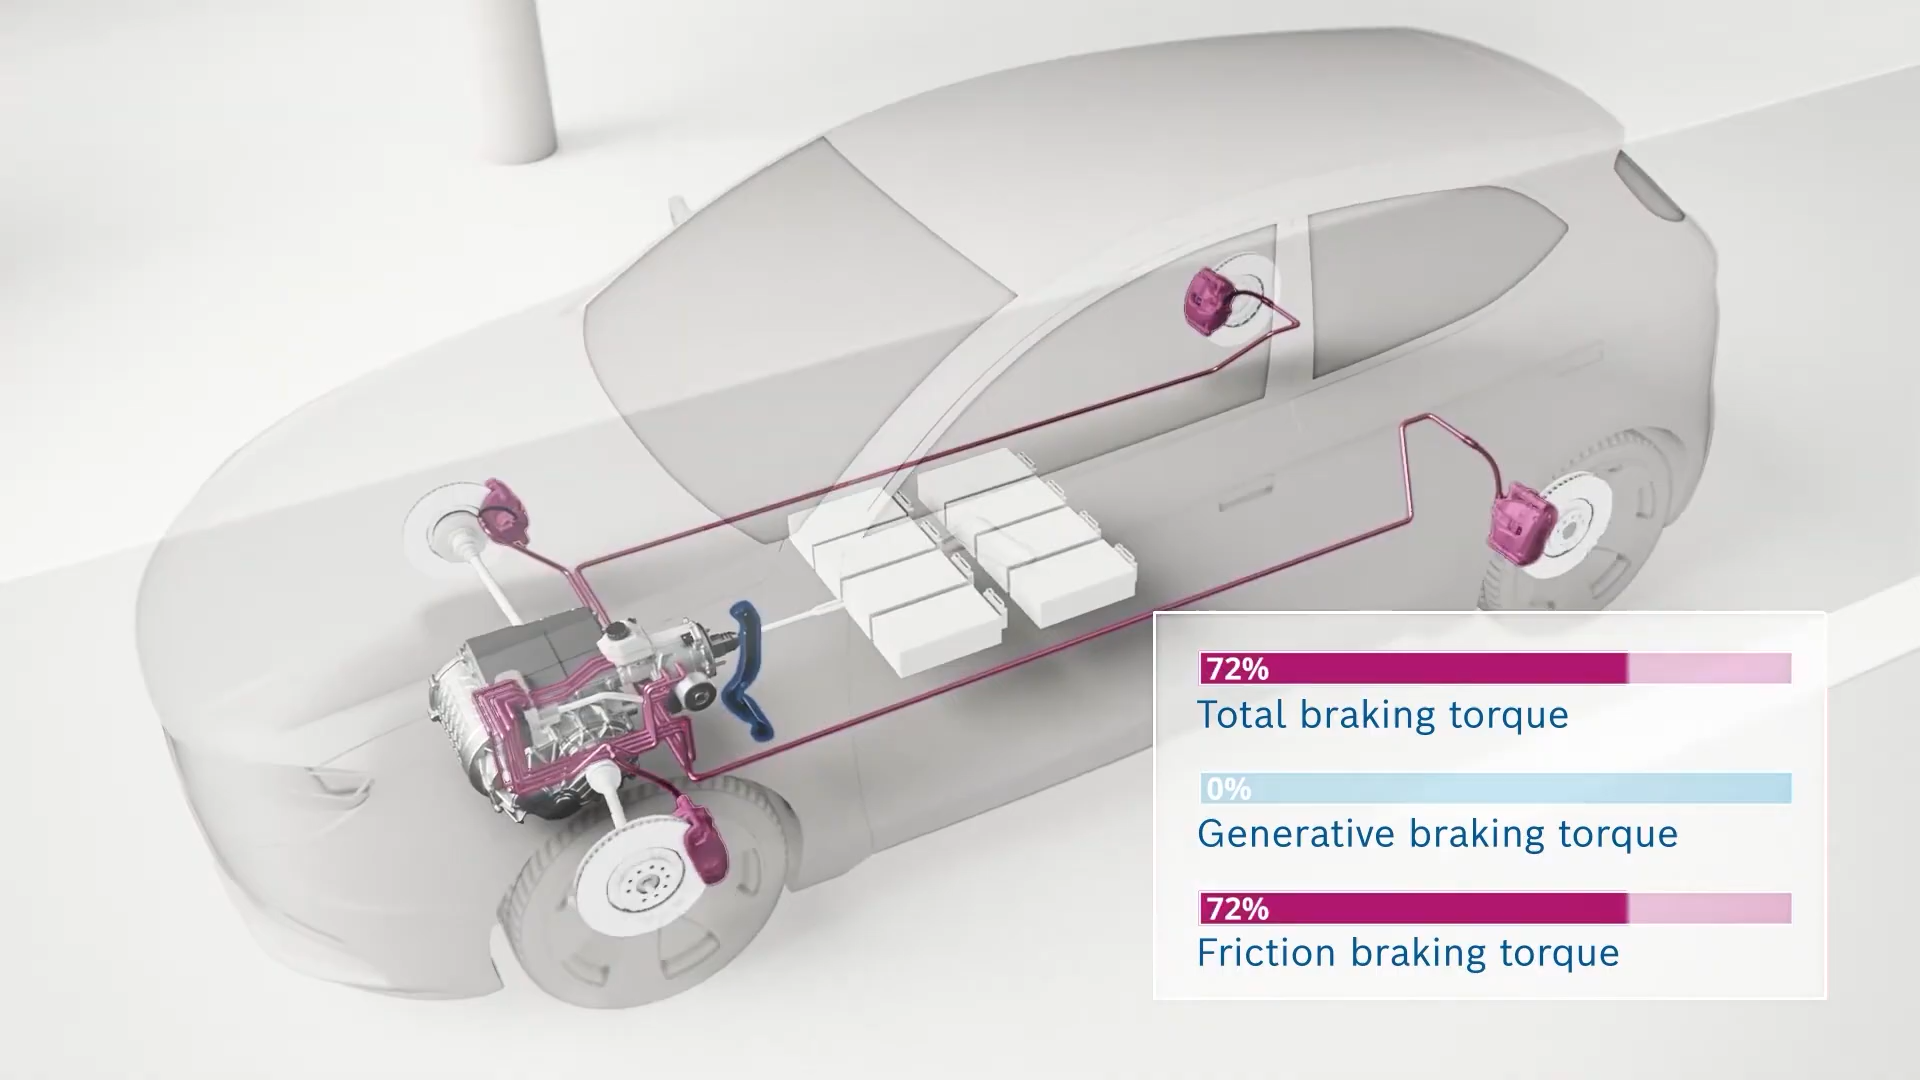 72%
Total braking torque
0%
Generative braking torque
72%
Friction braking torque